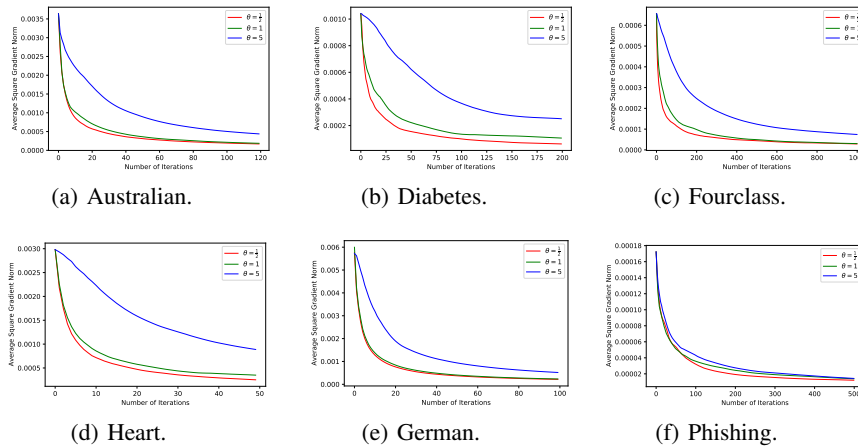 Average Square Gradient Norm
0.0035
0.0030
0.0025
0.0020
0.0015
0.0010
0.0005
0.0000
0 20 40 60 80 100 120
Number of Iterations
θ = 1/2
θ = 1
θ = 5
(a) Australian.
Average Square Gradient Norm
0.0010
0.0008
0.0006
0.0004
0.0002
0 25 50 75 100 125 150 175 200
Number of Iterations
θ = 1/2
θ = 1
θ = 5
(b) Diabetes.
Average Square Gradient Norm
0.0006
0.0005
0.0004
0.0003
0.0002
0.0001
0.0000
0 200 400 600 800 1000
Number of Iterations
θ = 1
θ = 5
(c) Fourclass.
Average Square Gradient Norm
0.0030
0.0025
0.0020
0.0015
0.0010
0.0005
0 10 20 30 40 50
Number of Iterations
θ = 1/2
θ = 1
θ = 5
(d) Heart.
Average Square Gradient Norm
0.006
0.005
0.004
0.003
0.002
0.001
0.000
0 20 40 60 80 100
Number of Iterations
θ = 1/2
θ = 1
θ = 5
(e) German.
Average Square Gradient Norm
0.00018
0.00016
0.00014
0.00012
0.00010
0.00008
0.00006
0.00004
0.00002
0 100 200 300 400 500
Number of Iterations
θ = 1
θ = 5
(f) Phishing.